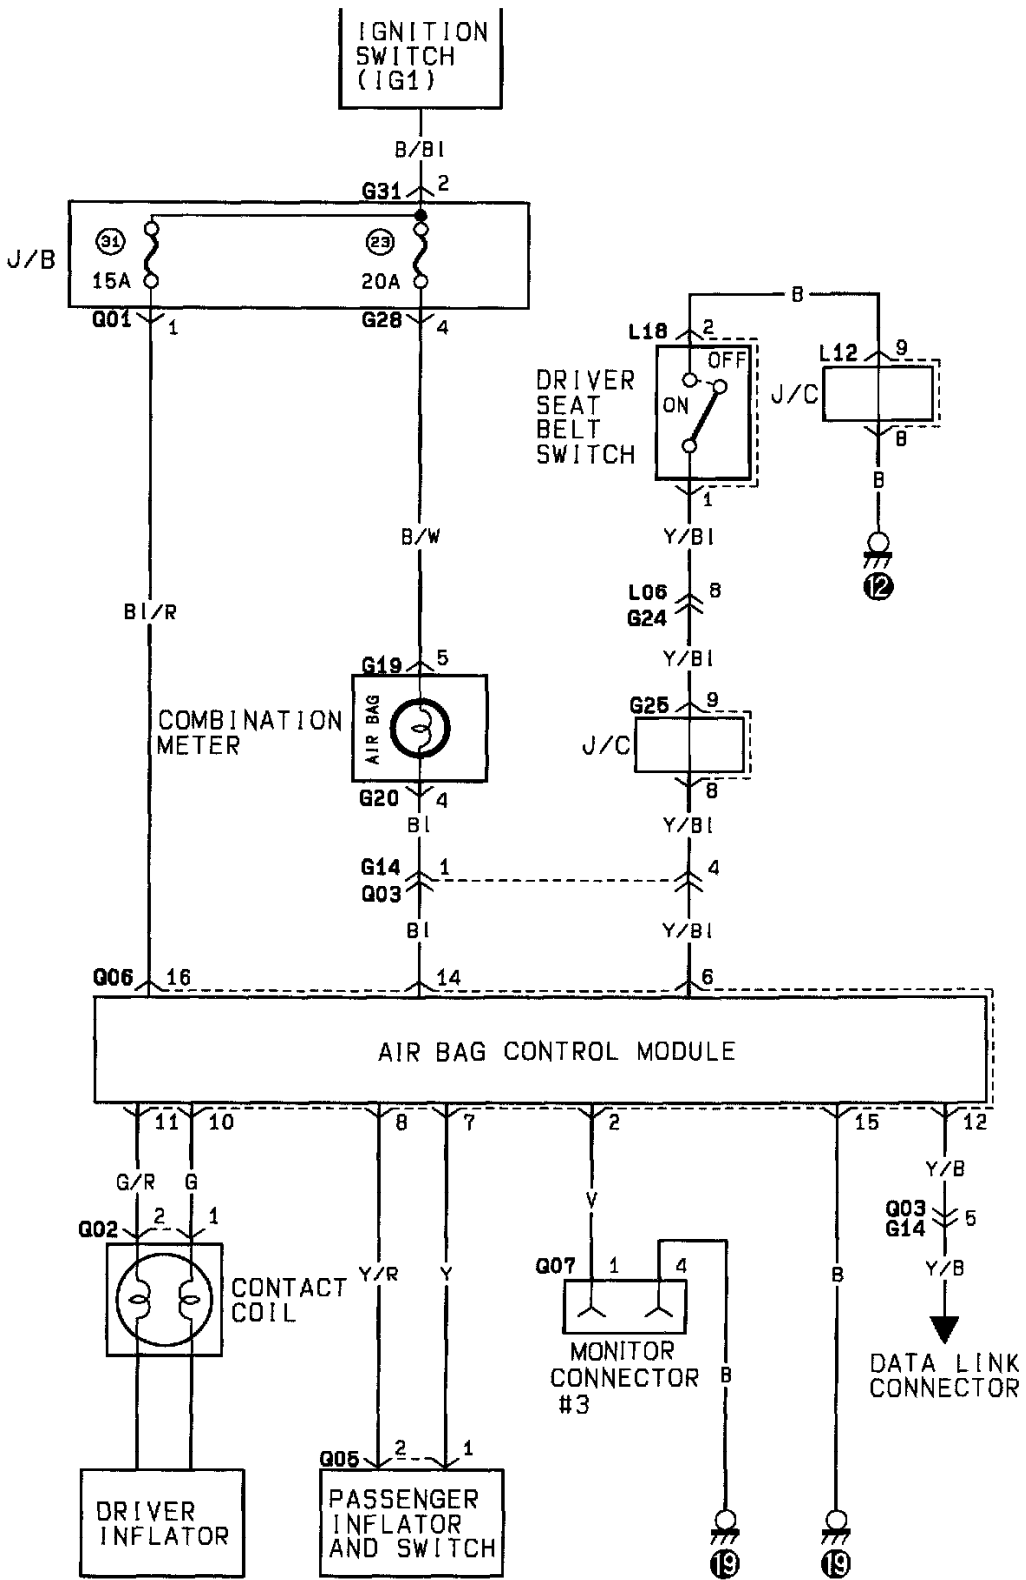 IGNITION
SWITCH
(IG1)
B/Bl
G31 2
J/B
31
15A
23
20A
Q01 1
G28 4
B
L18 2
OFF
ON
DRIVER
SEAT
BELT
SWITCH
1
L12 9
J/C
8
B
12
B/W
Y/Bl
L06 8
G24
Bl/R
Y/Bl
G19 5
AIR BAG
COMBINATION
METER
G25 9
J/C
8
G20 4
Bl
Y/Bl
G14 1
Q03
4
Bl
Y/Bl
Q06 16
14
6
AIR BAG CONTROL MODULE
11 10 8 7 2 15 12
G/R G
V
Y/B
Q03
G14 5
Y/B
Q02 2 1
CONTACT
COIL
Y/R Y
Q07 1 4
B
MONITOR
CONNECTOR
#3
B
DATA LINK
CONNECTOR
Q05 2 1
DRIVER
INFLATOR
PASSENGER
INFLATOR
AND SWITCH
19
19